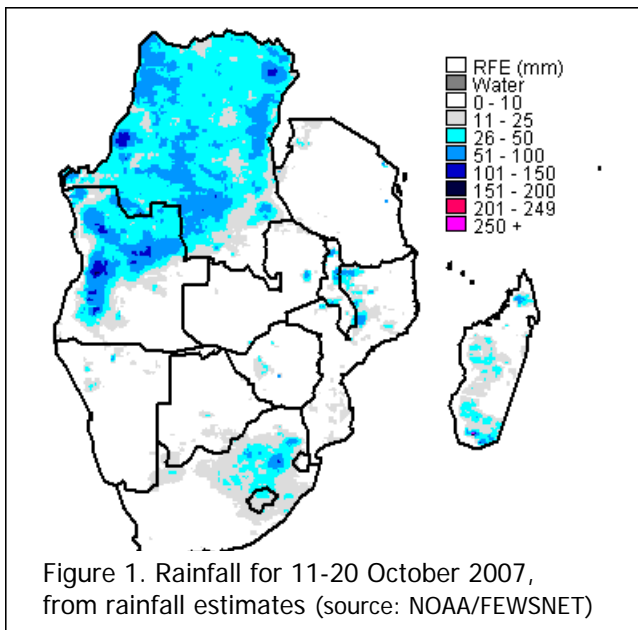 RFE (mm)
Water
0 - 10
11 - 25
26 - 50
51 - 100
101 - 150
151 - 200
201 - 249
250 +
Figure 1. Rainfall for 11-20 October 2007,
from rainfall estimates (source: NOAA/FEWSNET)